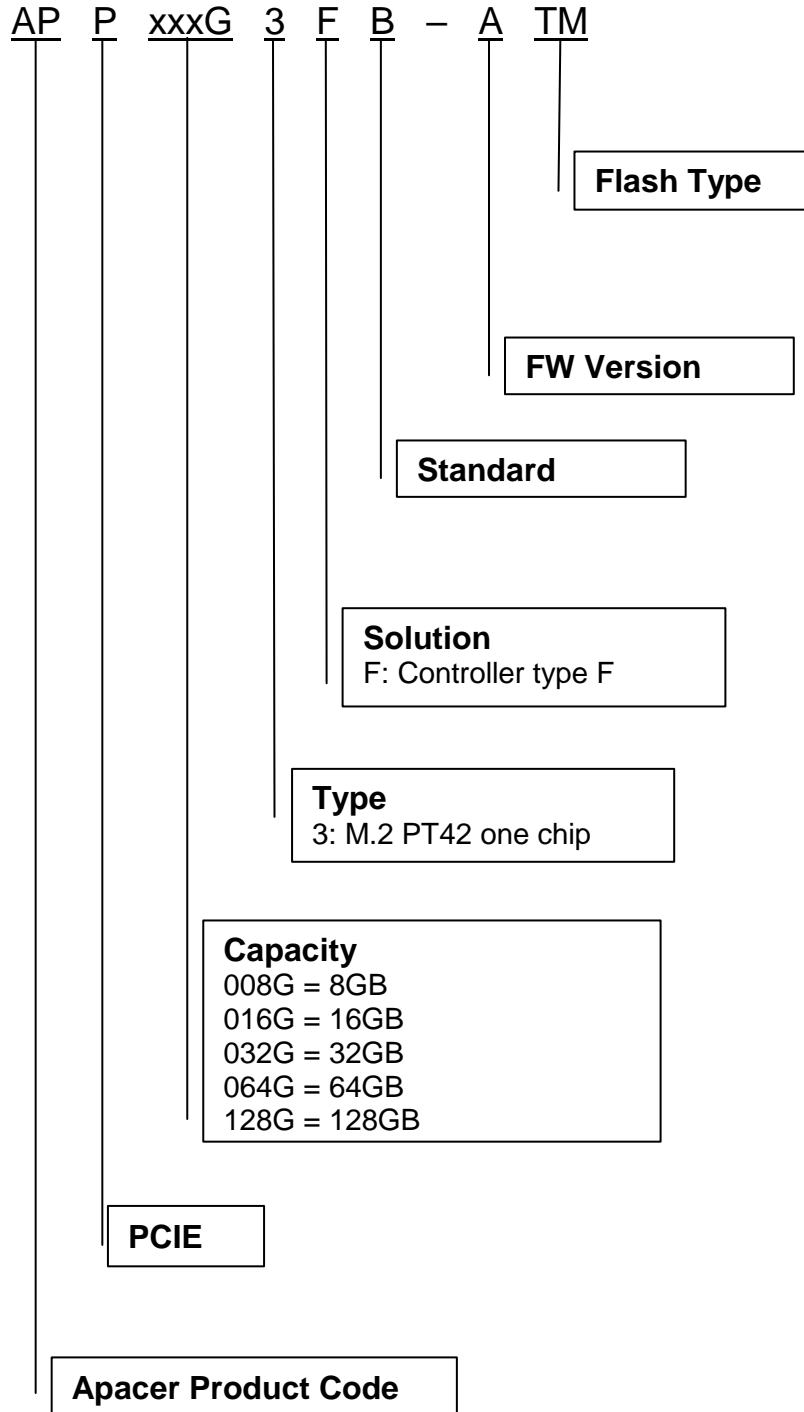 AP P xxxG 3 F B – A TM
Flash Type
FW Version
Standard
Solution
F: Controller type F
Type
3: M.2 PT42 one chip
Capacity
008G = 8GB
016G = 16GB
032G = 32GB
064G = 64GB
128G = 128GB
PCIE
Apacer Product Code